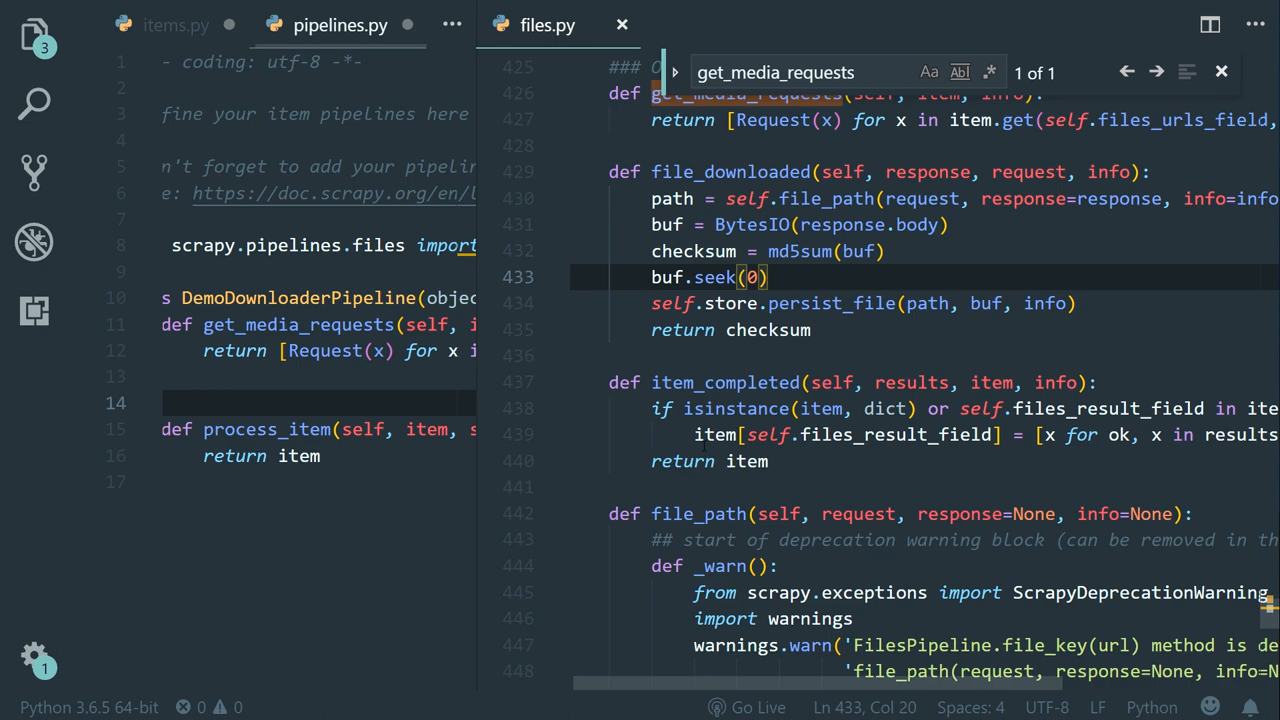 items.py
pipelines.py
files.py
get_media_requests
1 of 1
3
1 - coding: utf-8 -*-
2
3 fine your item pipelines here
4
5 n't forget to add your pipelin
6 e: https://doc.scrapy.org/en/l
7
8 scrapy.pipelines.files import
9
10 s DemoDownloaderPipeline(objec
11 def get_media_requests(self, i
12 return [Request(x) for x i
13
14
15 def process_item(self, item, s
16 return item
17
425 ### O
426 def get_media_requests(self, item, info):
427 return [Request(x) for x in item.get(self.files_urls_field,
428
429 def file_downloaded(self, response, request, info):
430 path = self.file_path(request, response=response, info=info
431 buf = BytesIO(response.body)
432 checksum = md5sum(buf)
433 buf.seek(0)
434 self.store.persist_file(path, buf, info)
435 return checksum
436
437 def item_completed(self, results, item, info):
438 if isinstance(item, dict) or self.files_result_field in ite
439 item[self.files_result_field] = [x for ok, x in results
440 return item
441
442 def file_path(self, request, response=None, info=None):
443 ## start of deprecation warning block (can be removed in th
444 def _warn():
445 from scrapy.exceptions import ScrapyDeprecationWarning
446 import warnings
447 warnings.warn('FilesPipeline.file_key(url) method is de
448 'file_path(request, response=None, info=N
1
Python 3.6.5 64-bit
0
0
Go Live
Ln 433, Col 20
Spaces: 4
UTF-8
LF
Python